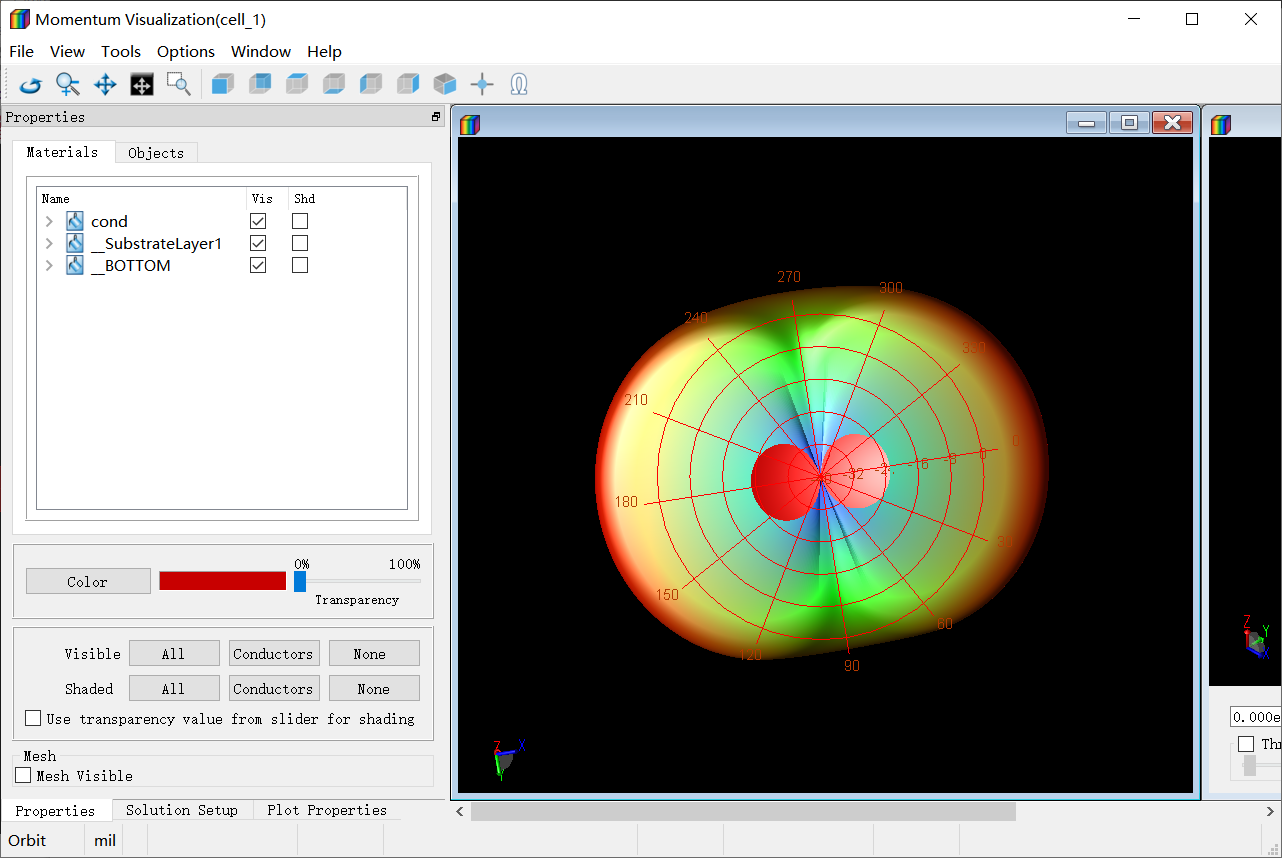 Momentum Visualization(cell_1)
File View Tools Options Window Help
Properties
Materials Objects
Name Vis Shd
cond
__SubstrateLayer1
__BOTTOM
Color 0% 100%
Transparency
Visible All Conductors None
Shaded All Conductors None
Use transparency value from slider for shading
Mesh
Mesh Visible
Properties Solution Setup Plot Properties
Orbit mil
270
300
240
330
210
0
-32 -24 -16 -8 0
180
30
150
60
120
90
Z X
Y
Z Y
X
0.000e
Thr